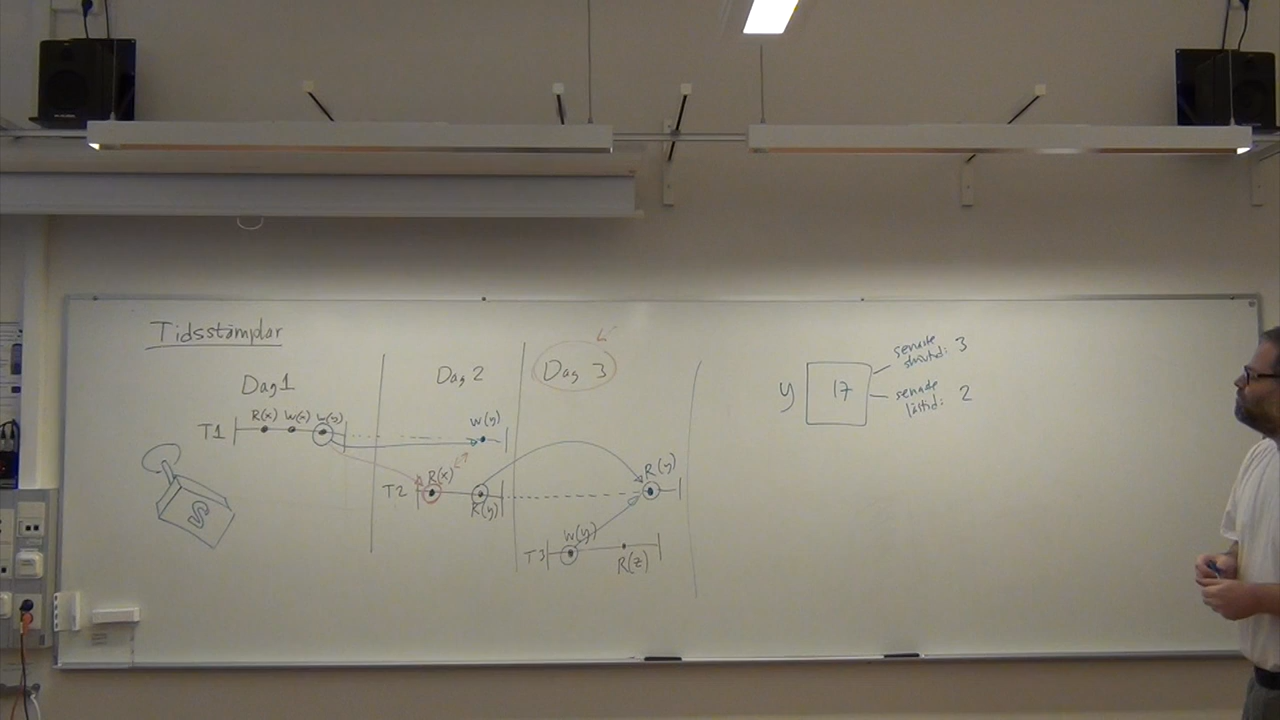 Tidsstämplar
Dag 1
Dag 2
Dag 3
T1
R(x)
W(x)
W(y)
W(y)
T2
R(x)
R(y)
R(y)
T3
W(y)
R(z)
S
y
17
senaste
skrivtid: 3
senaste
lästid: 2